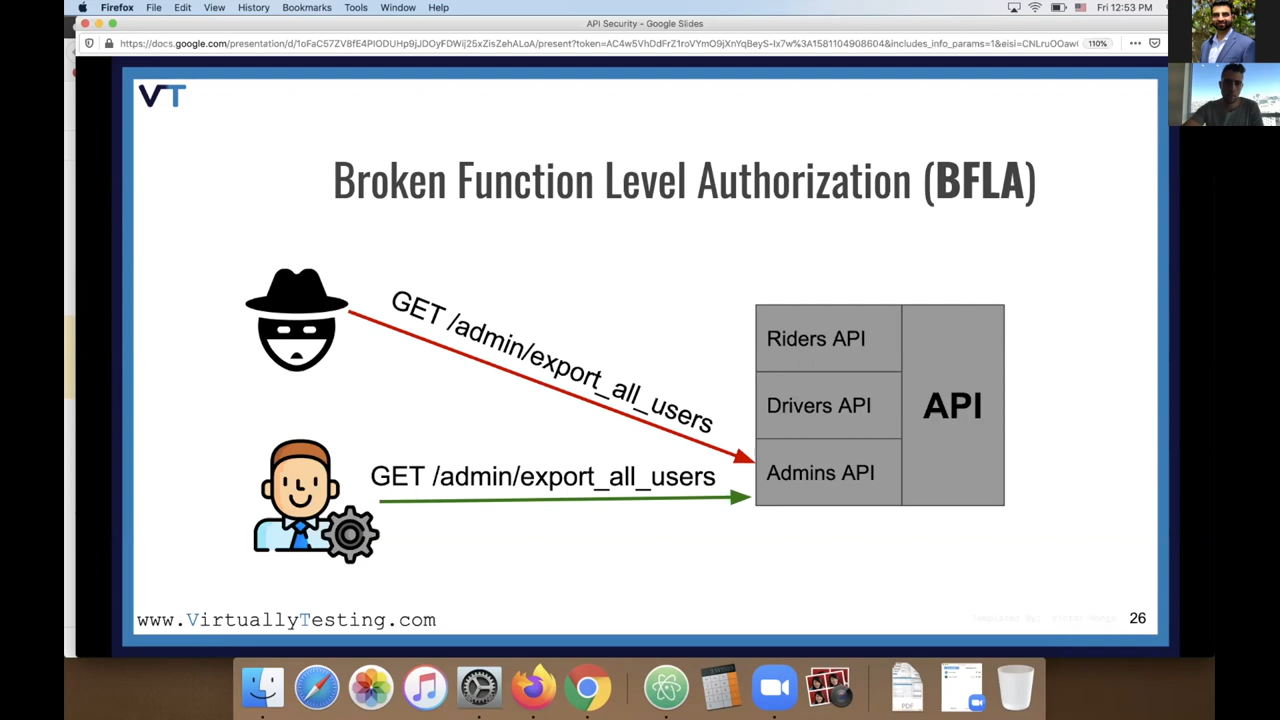 Firefox File Edit View History Bookmarks Tools Window Help Fri 12:53 PM
API Security - Google Slides
110%
VT
Broken Function Level Authorization (BFLA)
GET /admin/export_all_users
GET /admin/export_all_users
Riders API
Drivers API
Admins API
API
www.VirtuallyTesting.com
26
PDF